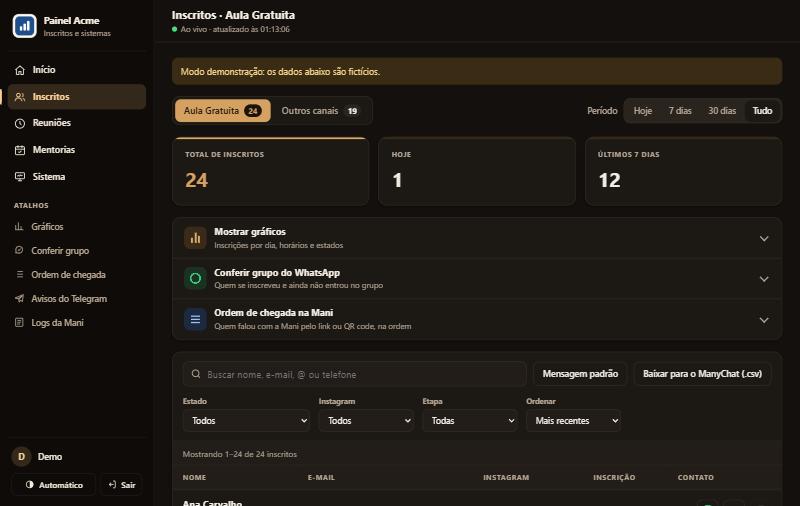 Painel Acme
Inscritos e sistemas
Início
Inscritos
Reuniões
Mentorias
Sistema
ATALHOS
Gráficos
Conferir grupo
Ordem de chegada
Avisos do Telegram
Logs da Mani
D Demo
Automático Sair
Inscritos · Aula Gratuita
Ao vivo · atualizado às 01:13:06
Modo demonstração: os dados abaixo são fictícios.
Aula Gratuita 24 Outros canais 19 Período Hoje 7 dias 30 dias Tudo
TOTAL DE INSCRITOS
24
HOJE
1
ÚLTIMOS 7 DIAS
12
Mostrar gráficos
Inscrições por dia, horários e estados
Conferir grupo do WhatsApp
Quem se inscreveu e ainda não entrou no grupo
Ordem de chegada na Mani
Quem falou com a Mani pelo link ou QR code, na ordem
Buscar nome, e-mail, @ ou telefone Mensagem padrão Baixar para o ManyChat (.csv)
Estado Instagram Etapa Ordenar
Todos Todos Todas Mais recentes
Mostrando 1–24 de 24 inscritos
NOME E-MAIL INSTAGRAM INSCRIÇÃO CONTATO
Ana Carvalho